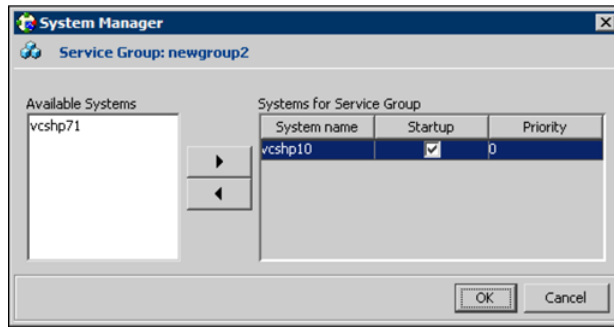 System Manager
Service Group: newgroup2
Available Systems
Systems for Service Group
vcshp71
System name Startup Priority
vcshp10 0
OK Cancel